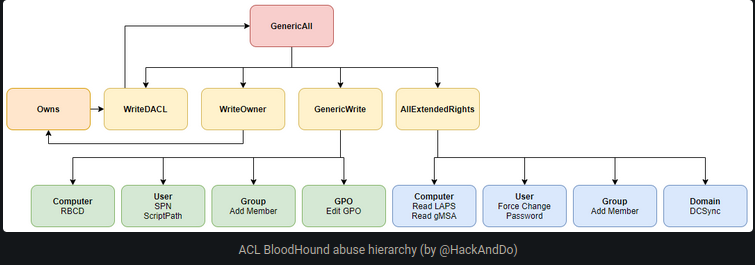 GenericAll
Owns
WriteDACL
WriteOwner
GenericWrite
AllExtendedRights
Computer
RBCD
User
SPN
ScriptPath
Group
Add Member
GPO
Edit GPO
Computer
Read LAPS
Read gMSA
User
Force Change
Password
Group
Add Member
Domain
DCSync
ACL BloodHound abuse hierarchy (by @HackAndDo)